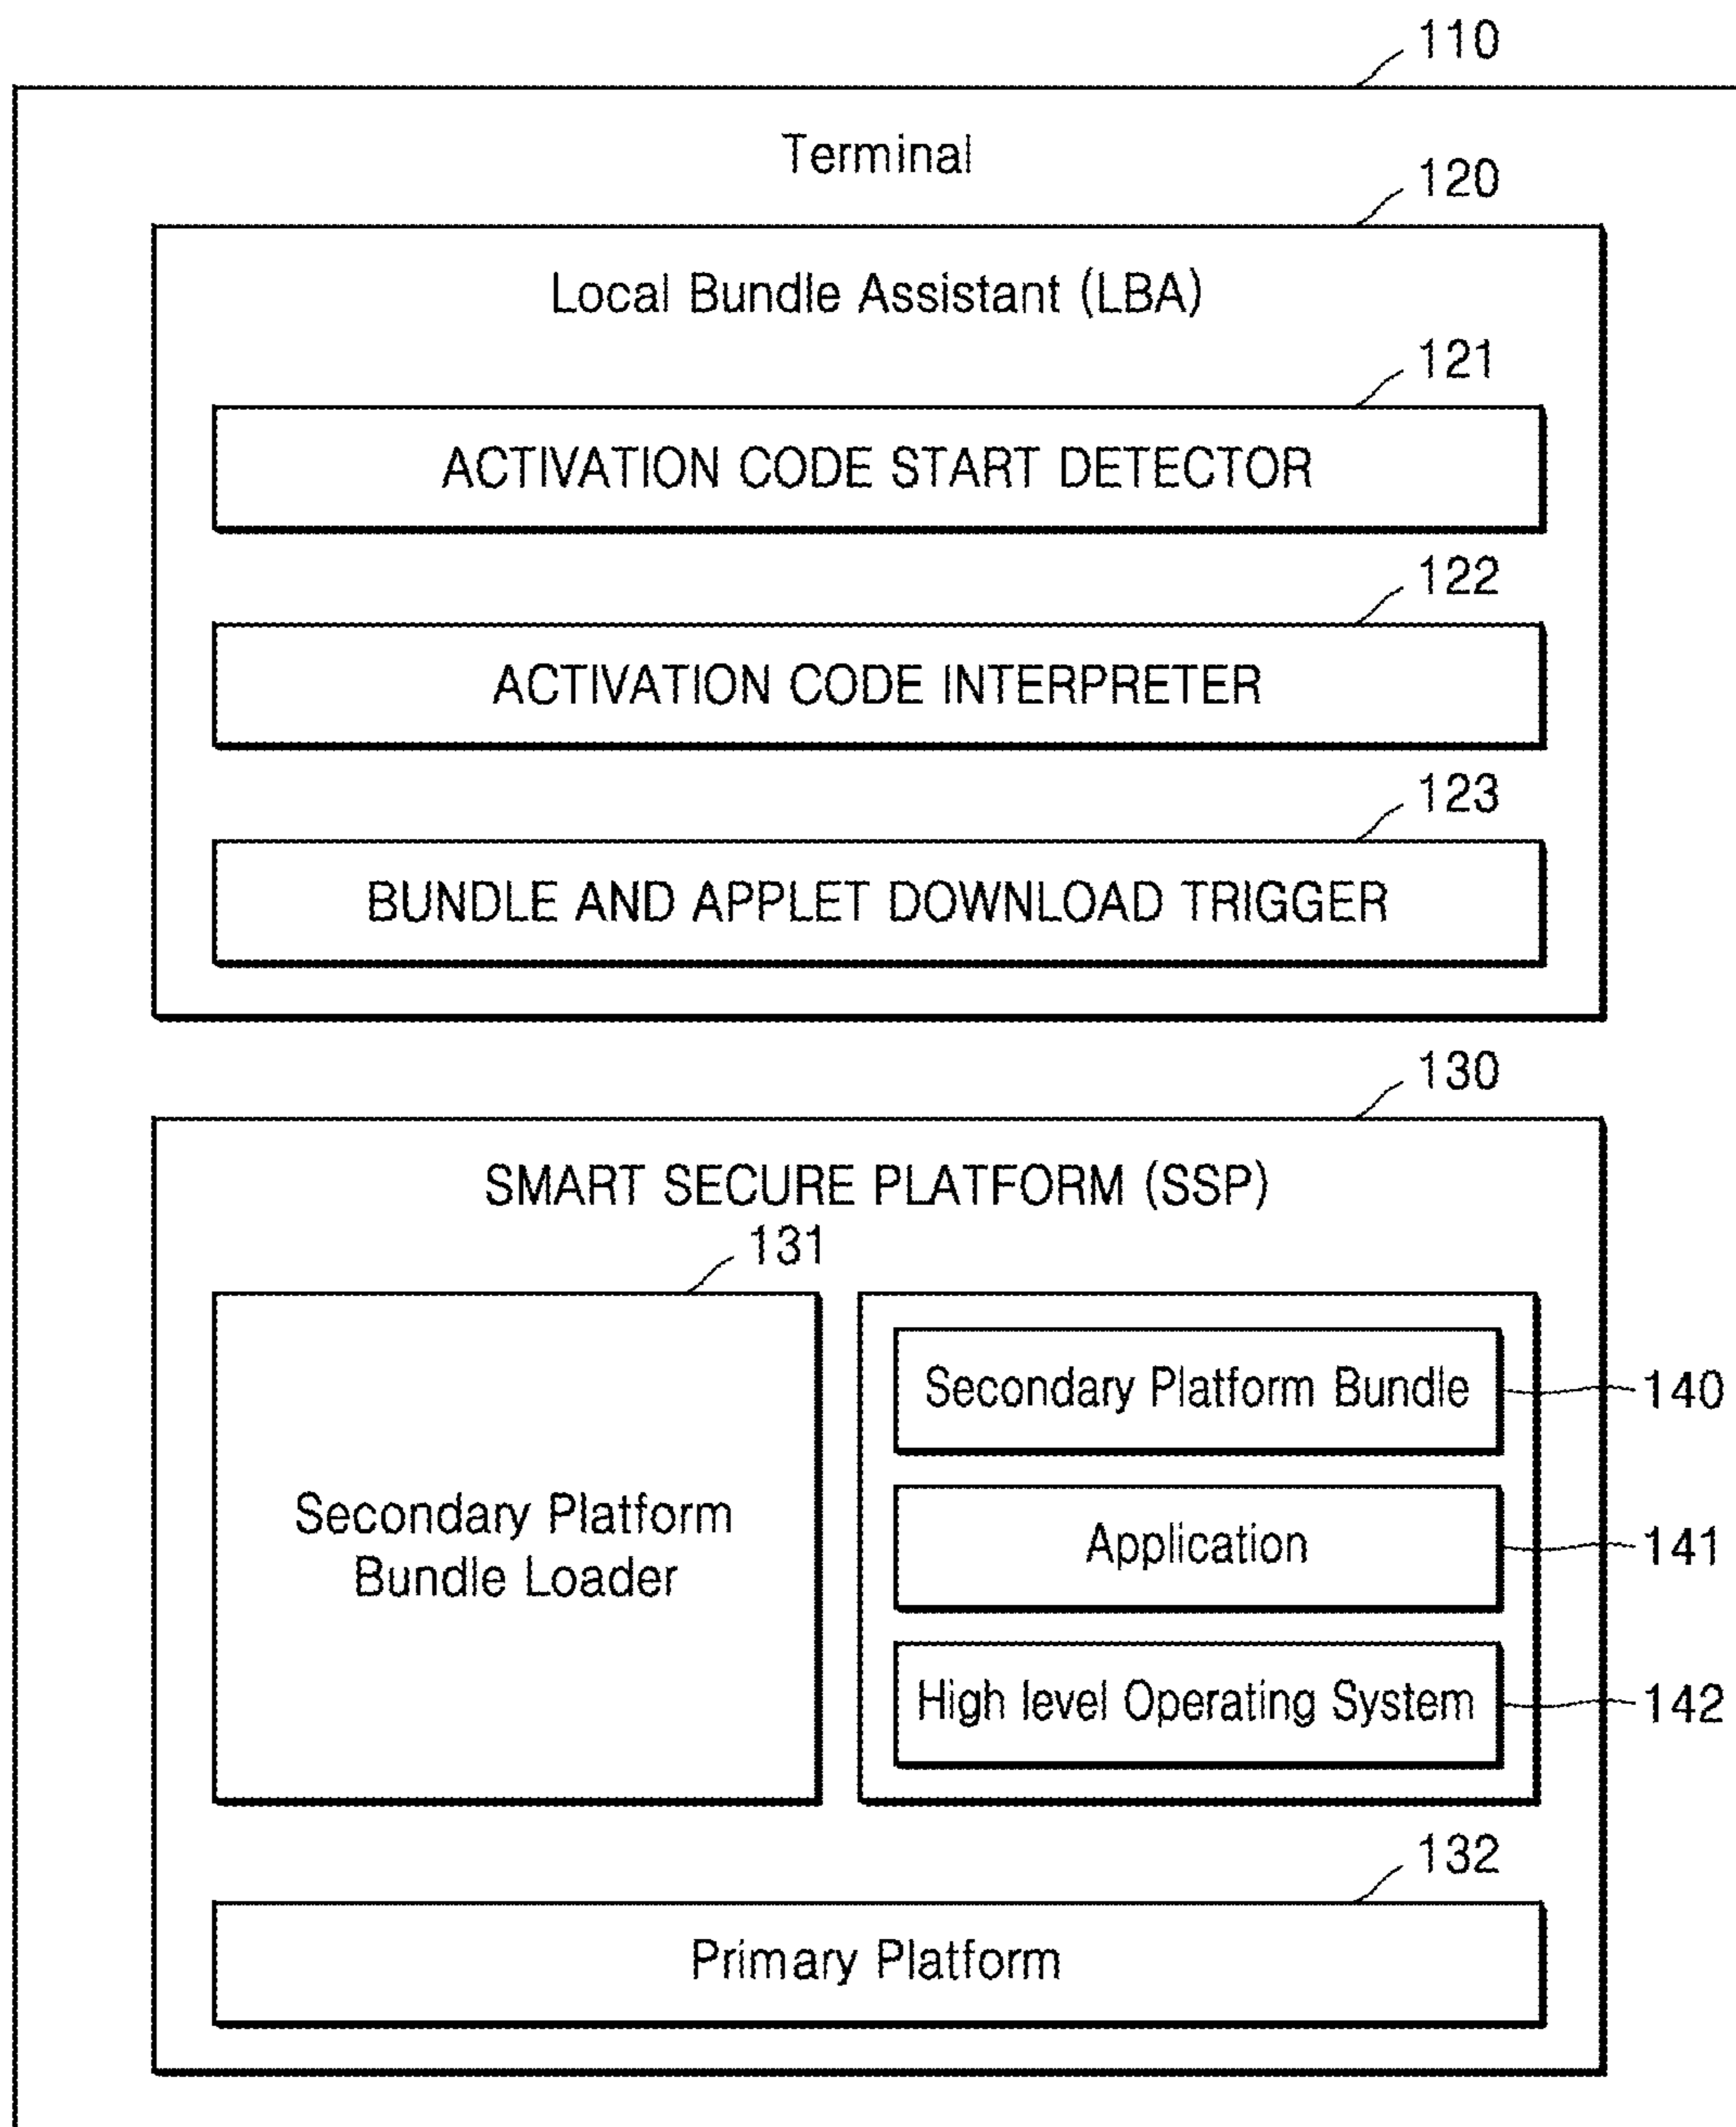 110
Terminal
120
Local Bundle Assistant (LBA)
121
ACTIVATION CODE START DETECTOR
122
ACTIVATION CODE INTERPRETER
123
BUNDLE AND APPLET DOWNLOAD TRIGGER
130
SMART SECURE PLATFORM (SSP)
131
Secondary Platform
Bundle Loader
Secondary Platform Bundle
140
Application
141
High level Operating System
142
132
Primary Platform